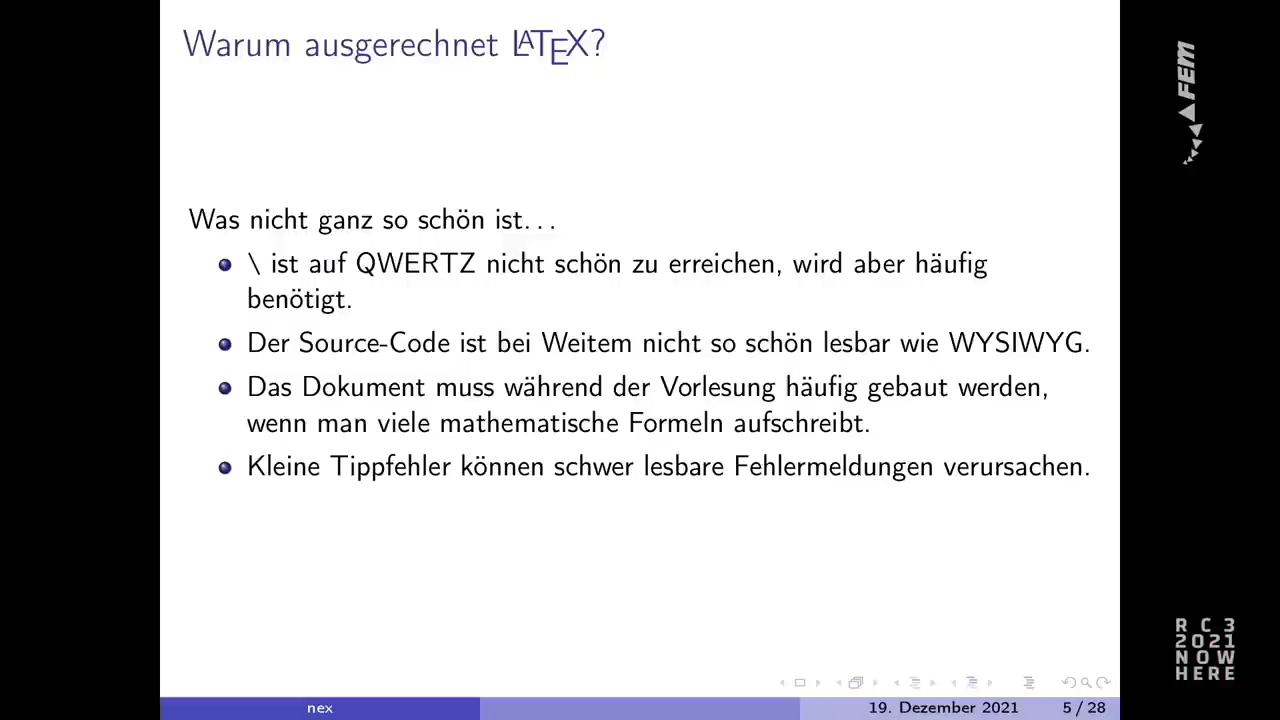 Warum ausgerechnet LATEX?
Was nicht ganz so schön ist...
\ ist auf QWERTZ nicht schön zu erreichen, wird aber häufig
benötigt.
Der Source-Code ist bei Weitem nicht so schön lesbar wie WYSIWYG.
Das Dokument muss während der Vorlesung häufig gebaut werden,
wenn man viele mathematische Formeln aufschreibt.
Kleine Tippfehler können schwer lesbare Fehlermeldungen verursachen.
nex
19. Dezember 2021
5 / 28
FEM
RC3
2021
NOW
HERE